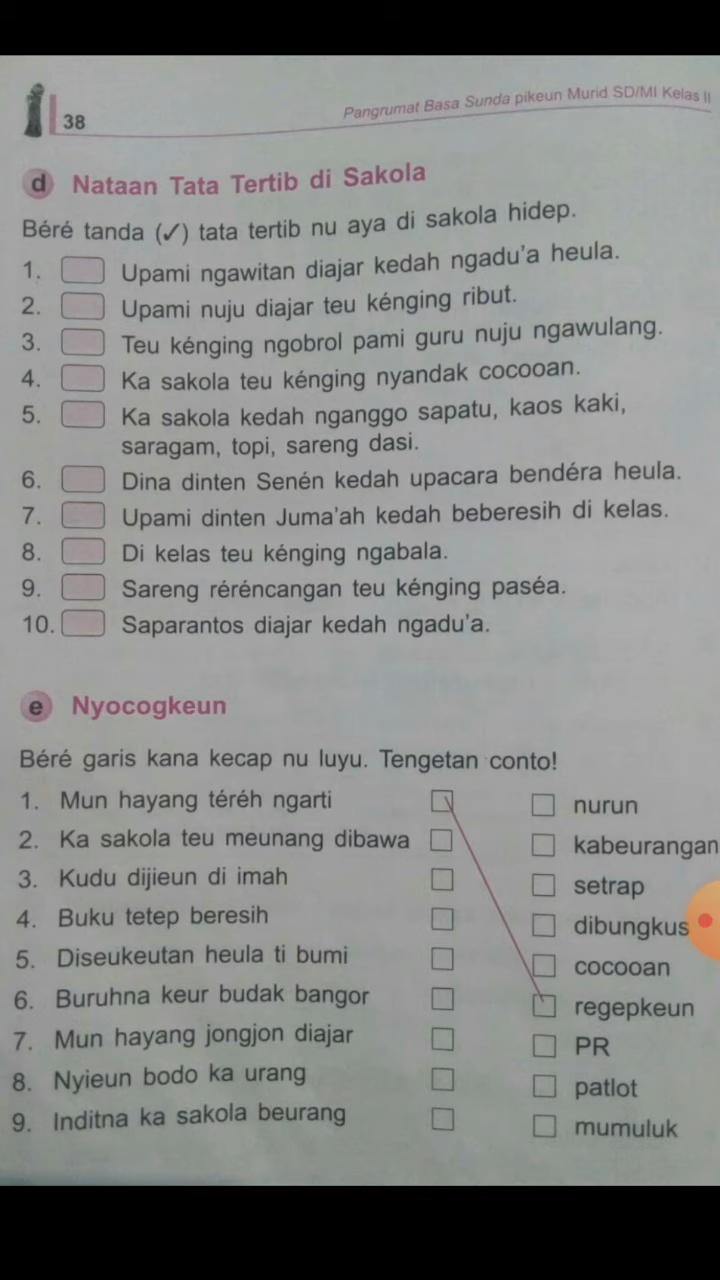 38
Pangrumat Basa Sunda pikeun Murid SD/MI Kelas II
d Nataan Tata Tertib di Sakola
Béré tanda (✓) tata tertib nu aya di sakola hidep.
1. Upami ngawitan diajar kedah ngadu'a heula.
2. Upami nuju diajar teu kénging ribut.
3. Teu kénging ngobrol pami guru nuju ngawulang.
4. Ka sakola teu kénging nyandak cocooan.
5. Ka sakola kedah nganggo sapatu, kaos kaki,
saragam, topi, sareng dasi.
6. Dina dinten Senén kedah upacara bendéra heula.
7. Upami dinten Juma'ah kedah beberesih di kelas.
8. Di kelas teu kénging ngabala.
9. Sareng réréncangan teu kénging paséa.
10. Saparantos diajar kedah ngadu'a.
e Nyocogkeun
Béré garis kana kecap nu luyu. Tengetan conto!
1. Mun hayang téréh ngarti nurun
2. Ka sakola teu meunang dibawa kabeurangan
3. Kudu dijieun di imah setrap
4. Buku tetep beresih dibungkus
5. Diseukeutan heula ti bumi cocooan
6. Buruhna keur budak bangor regepkeun
7. Mun hayang jongjon diajar PR
8. Nyieun bodo ka urang patlot
9. Inditna ka sakola beurang mumuluk